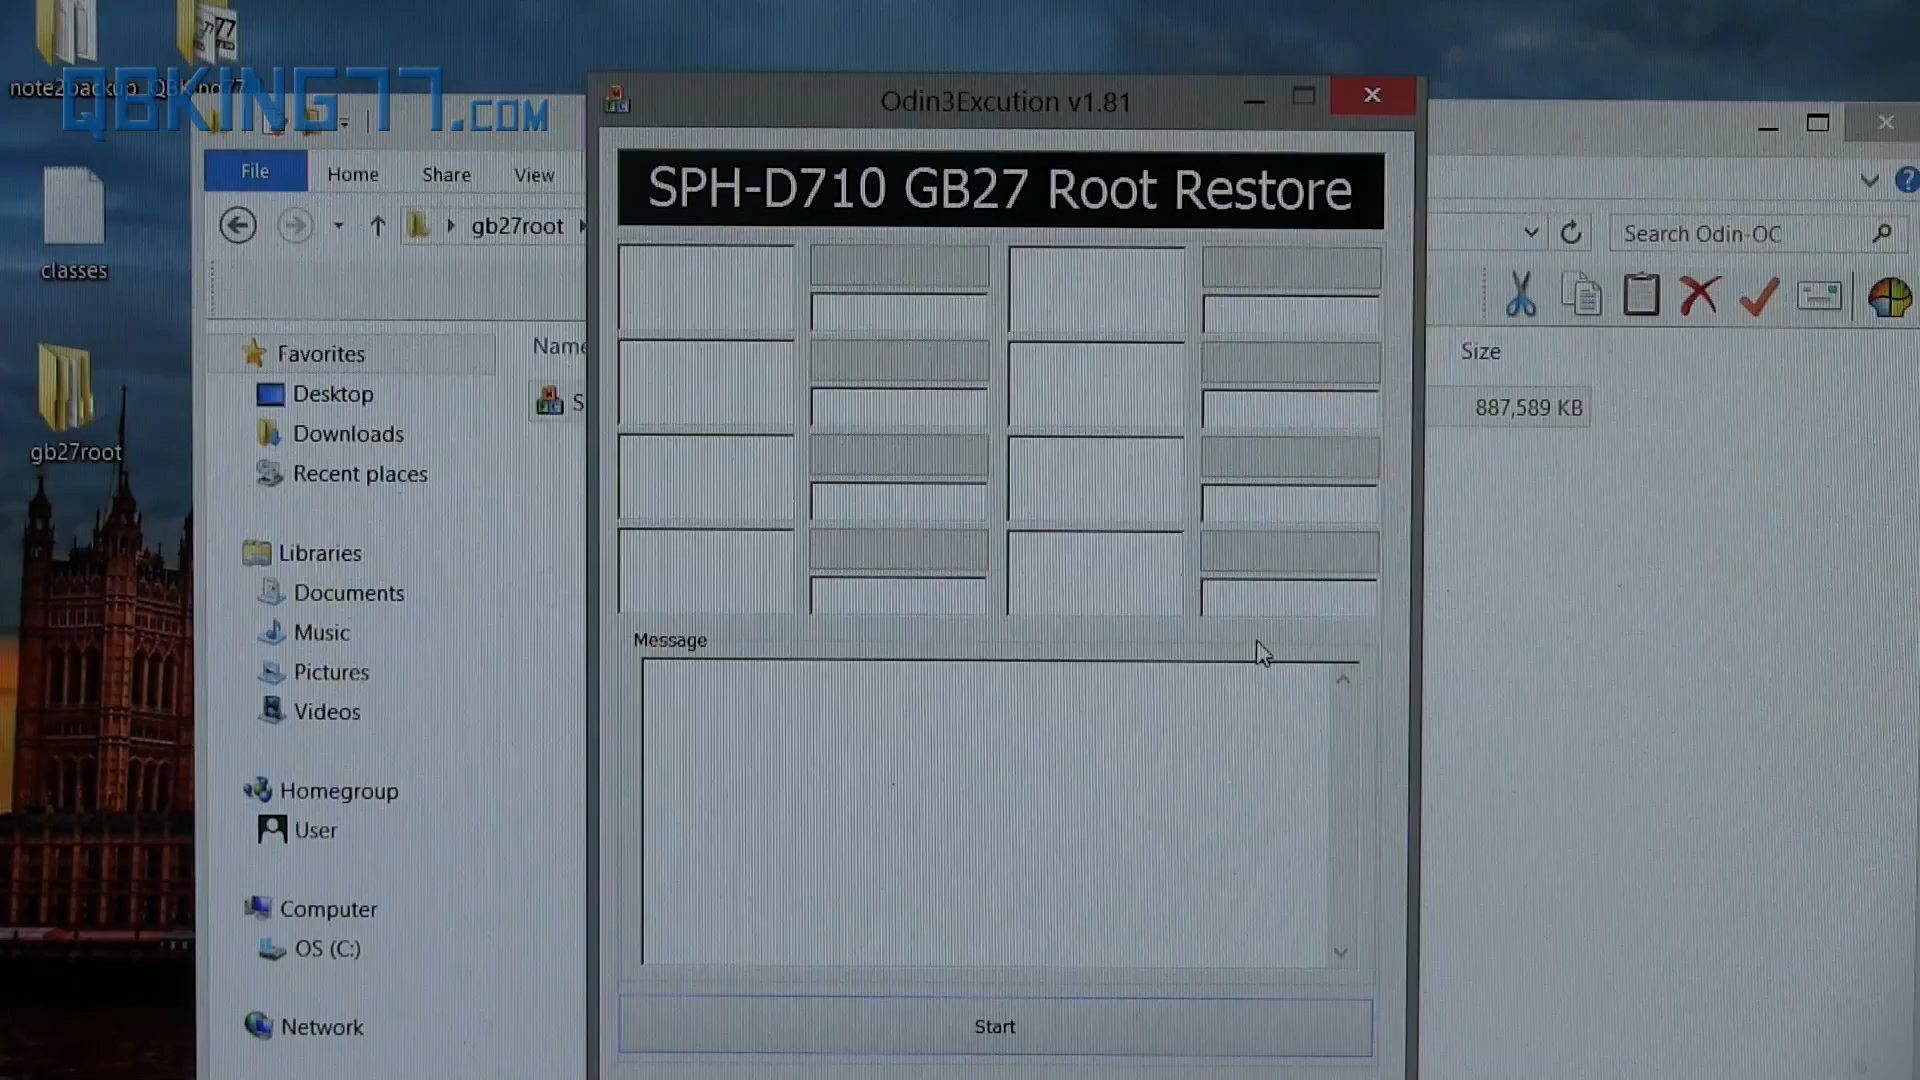 note2backup QBKing77
QBKING77.COM
classes
gb27root
File
Home
Share
View
gb27root
Search Odin-OC
Favorites
Desktop
Downloads
Recent places
Libraries
Documents
Music
Pictures
Videos
Homegroup
User
Computer
OS (C:)
Network
Name
S
Size
887,589 KB
Odin3Excution v1.81
SPH-D710 GB27 Root Restore
Message
Start